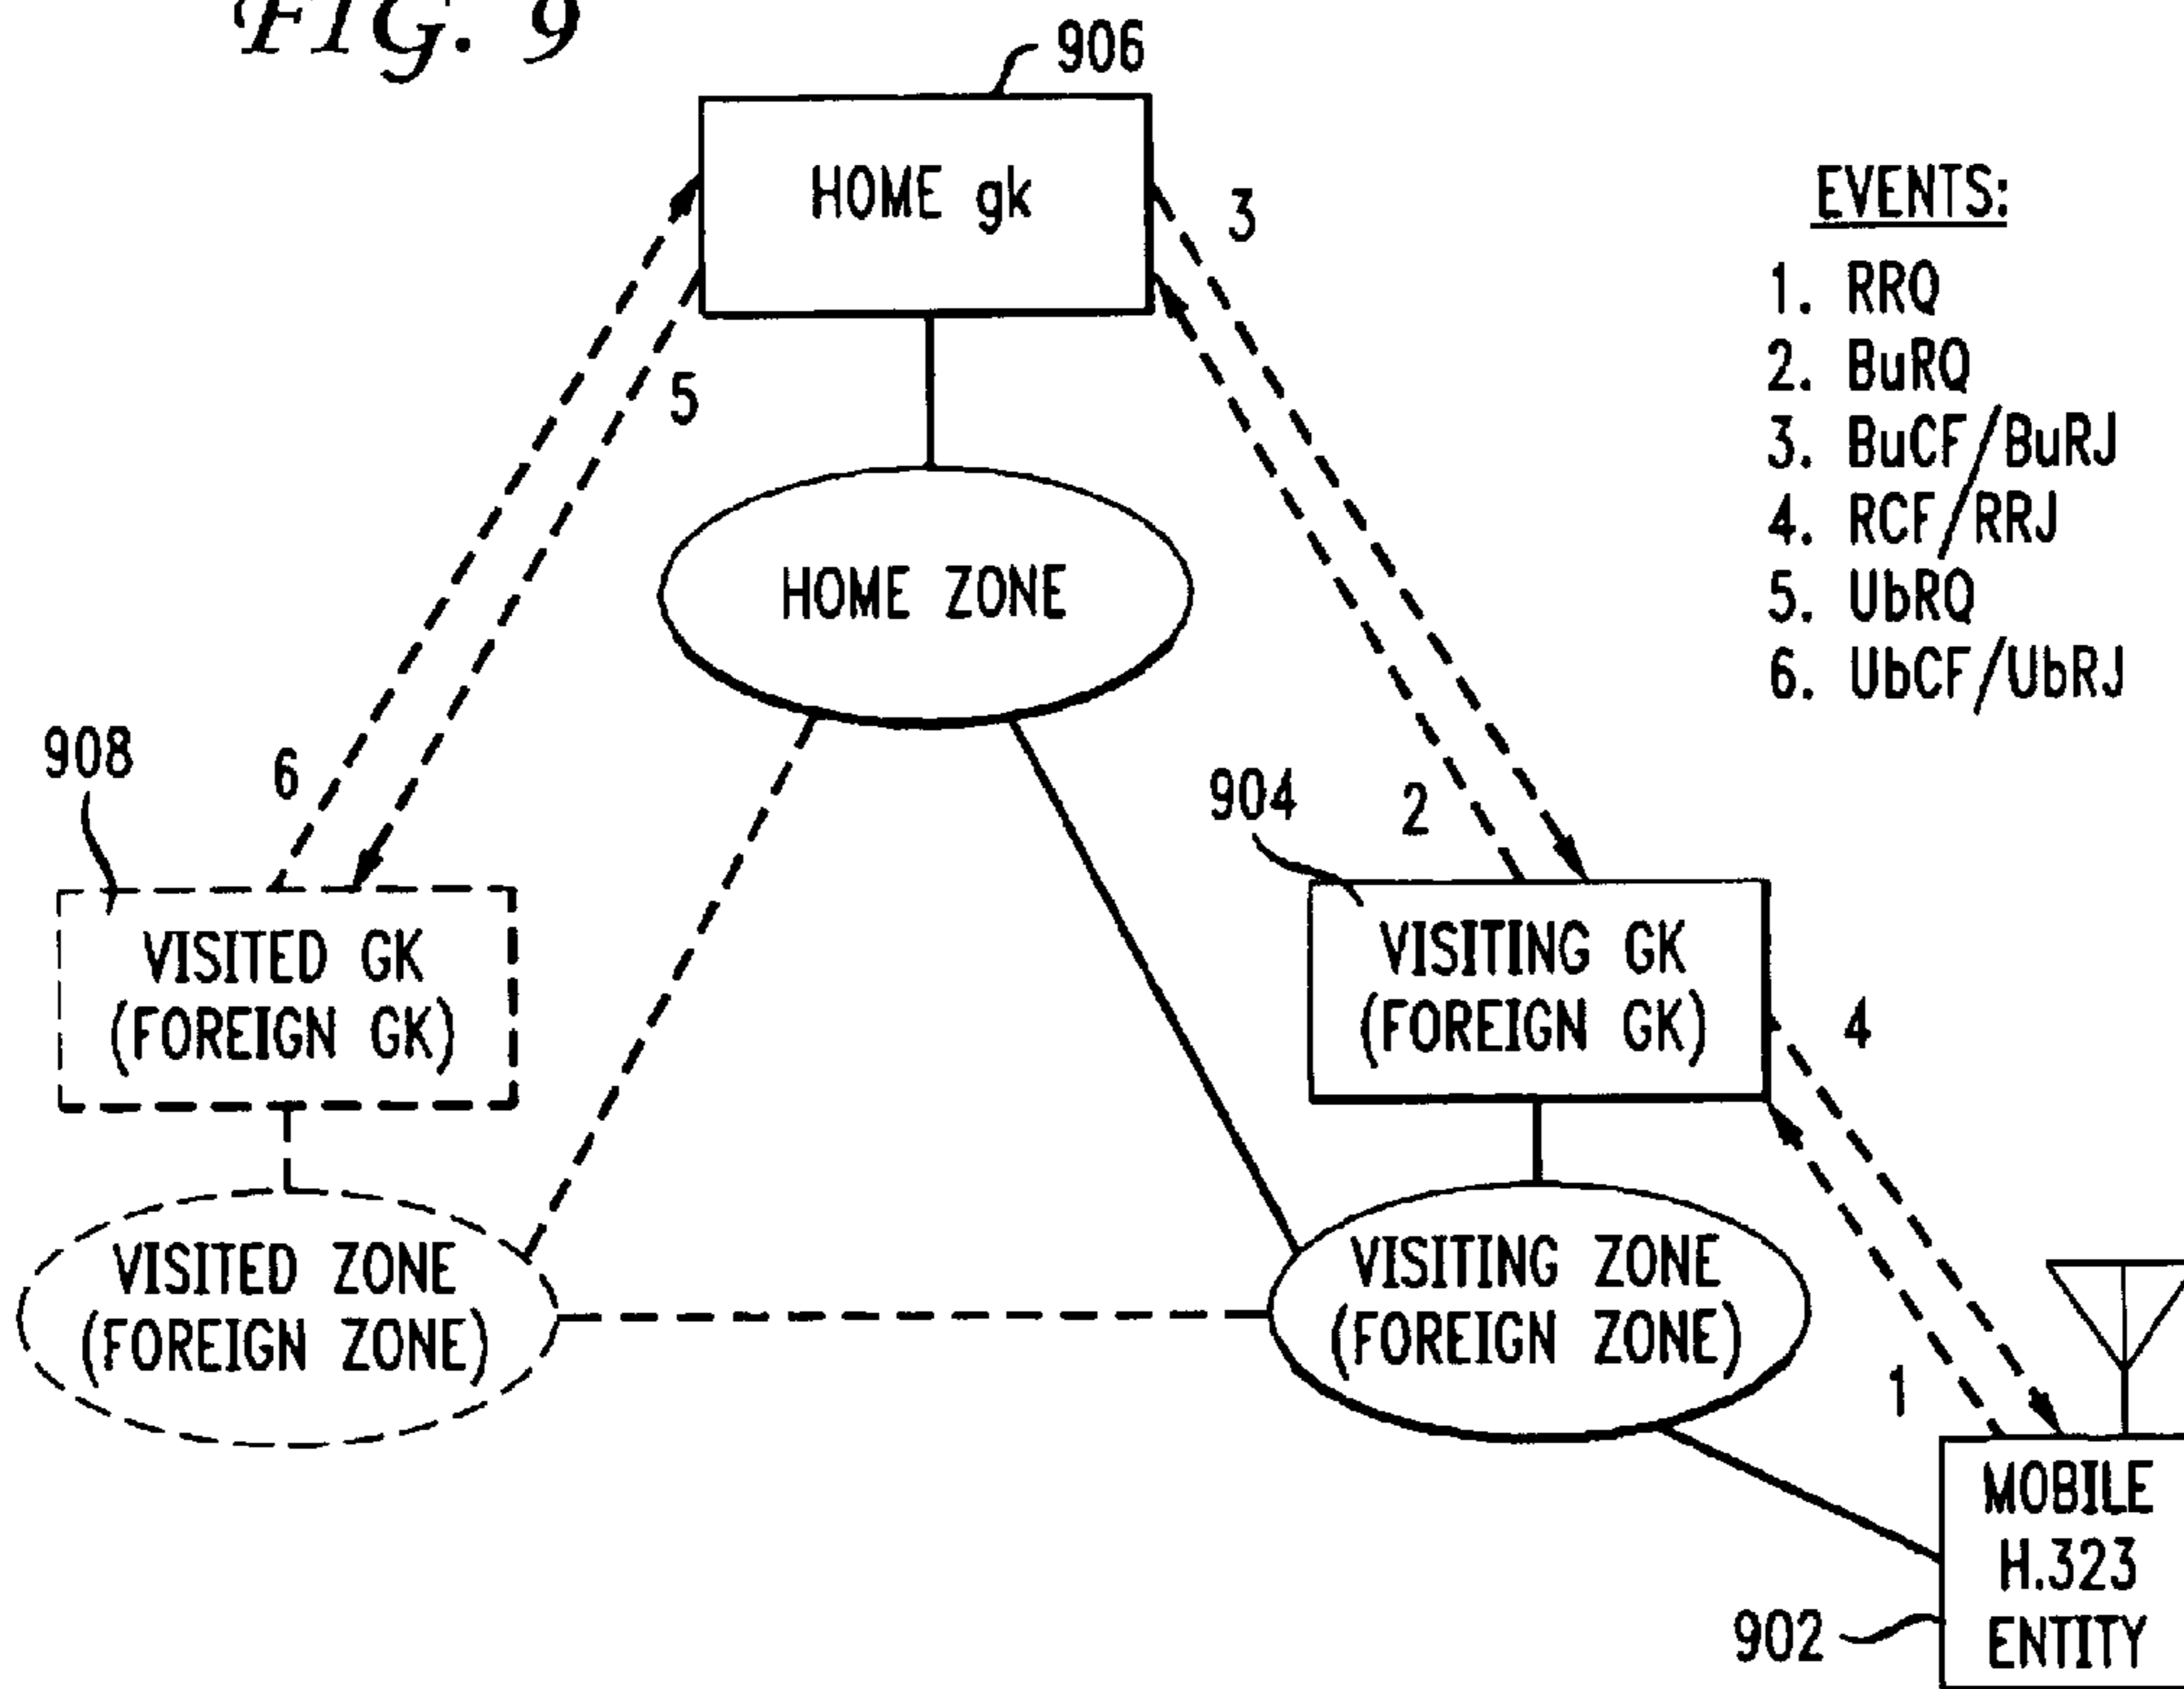 FIG. 9
906
HOME gk
3
EVENTS:
1. RRQ
2. BuRQ
3. BuCF/BuRJ
4. RCF/RRJ
5. UbRQ
6. UbCF/UbRJ
5
HOME ZONE
908
6
904
2
VISITED GK
(FOREIGN GK)
VISITING GK
(FOREIGN GK)
4
VISITED ZONE
(FOREIGN ZONE)
VISITING ZONE
(FOREIGN ZONE)
1
MOBILE
H.323
ENTITY
902